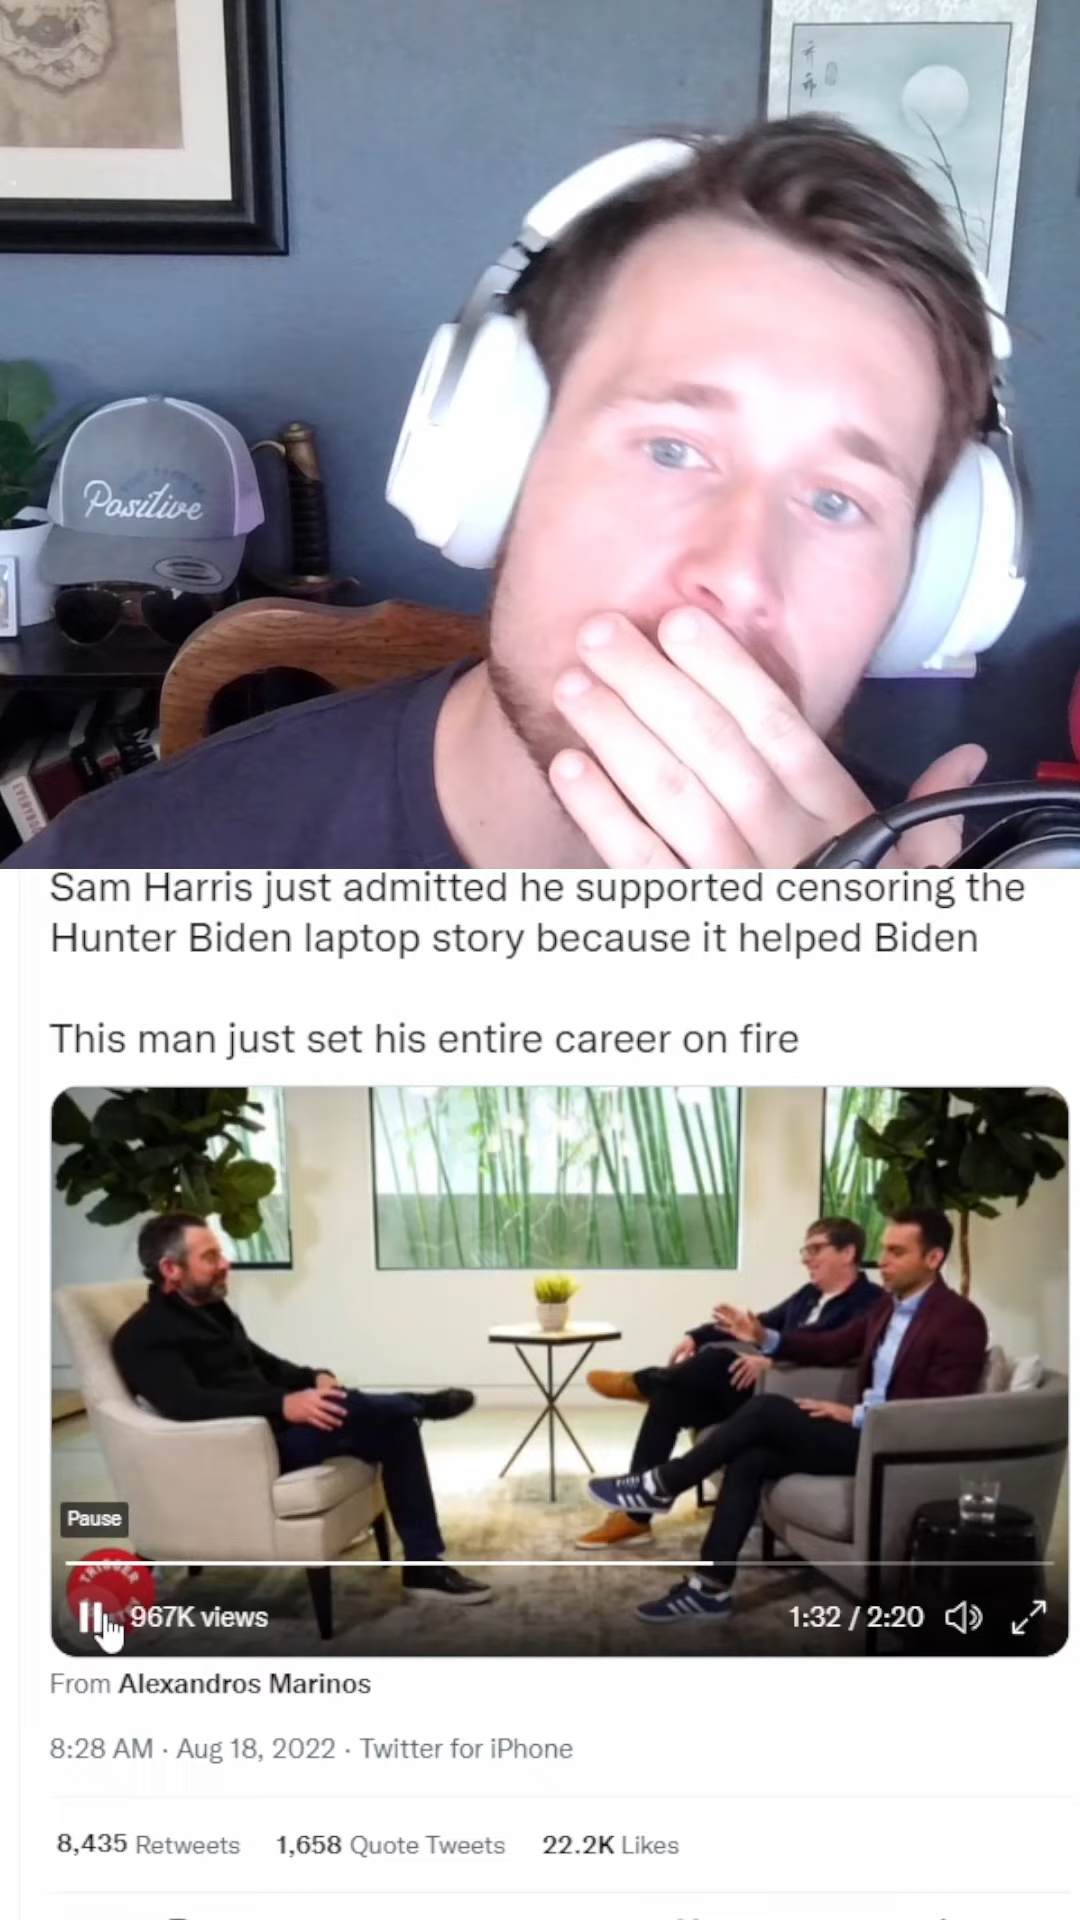 Positive
Sam Harris just admitted he supported censoring the
Hunter Biden laptop story because it helped Biden
This man just set his entire career on fire
Pause
TRIGGER
967K views
1:32 / 2:20
From Alexandros Marinos
8:28 AM · Aug 18, 2022 · Twitter for iPhone
8,435 Retweets 1,658 Quote Tweets 22.2K Likes